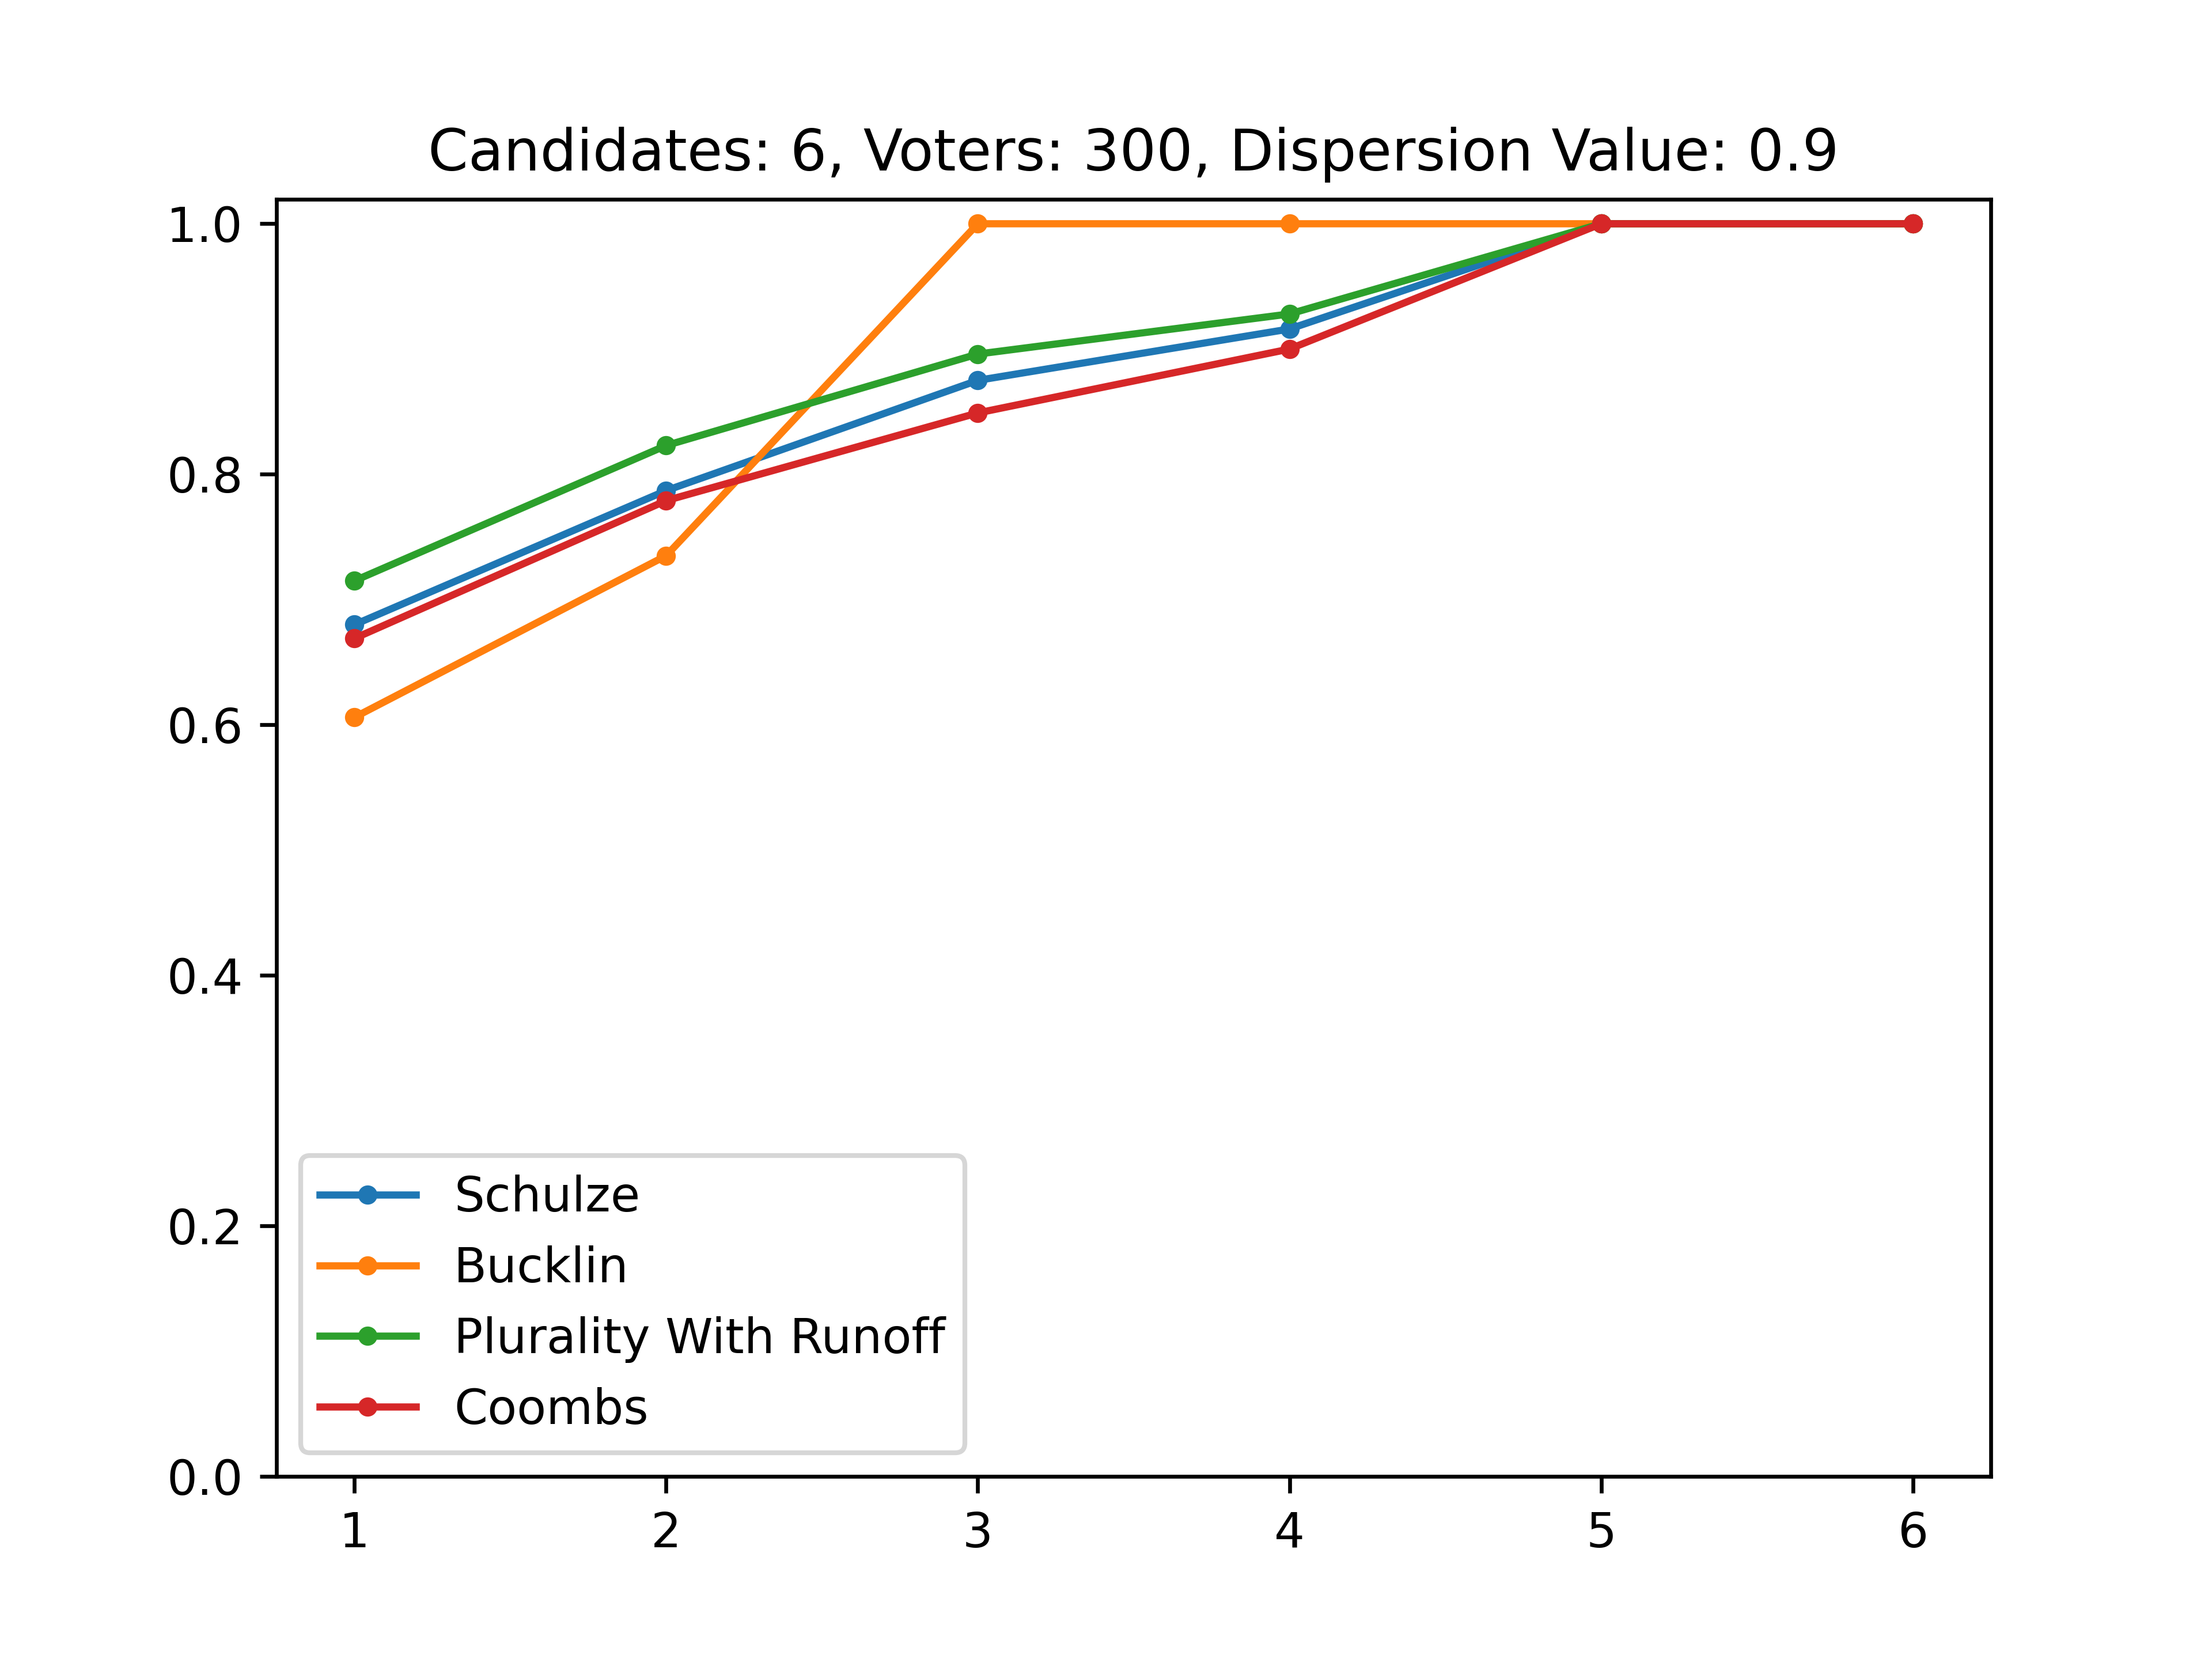 Candidates: 6, Voters: 300, Dispersion Value: 0.9
1.0
0.8
0.6
0.4
0.2
0.0
Schulze
Bucklin
Plurality With Runoff
Coombs
1 2 3 4 5 6